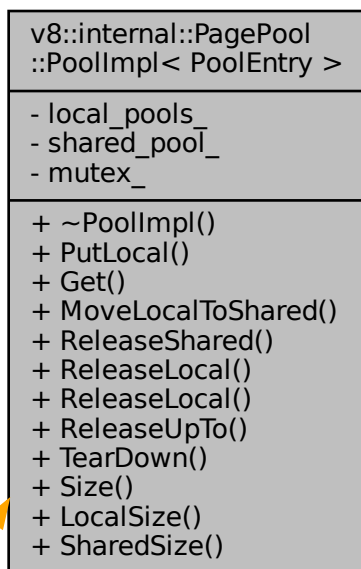 v8::internal::PagePool
::PoolImpl< PoolEntry >
- local_pools_
- shared_pool_
- mutex_
+ ~PoolImpl()
+ PutLocal()
+ Get()
+ MoveLocalToShared()
+ ReleaseShared()
+ ReleaseLocal()
+ ReleaseLocal()
+ ReleaseUpTo()
+ TearDown()
+ Size()
+ LocalSize()
+ SharedSize()